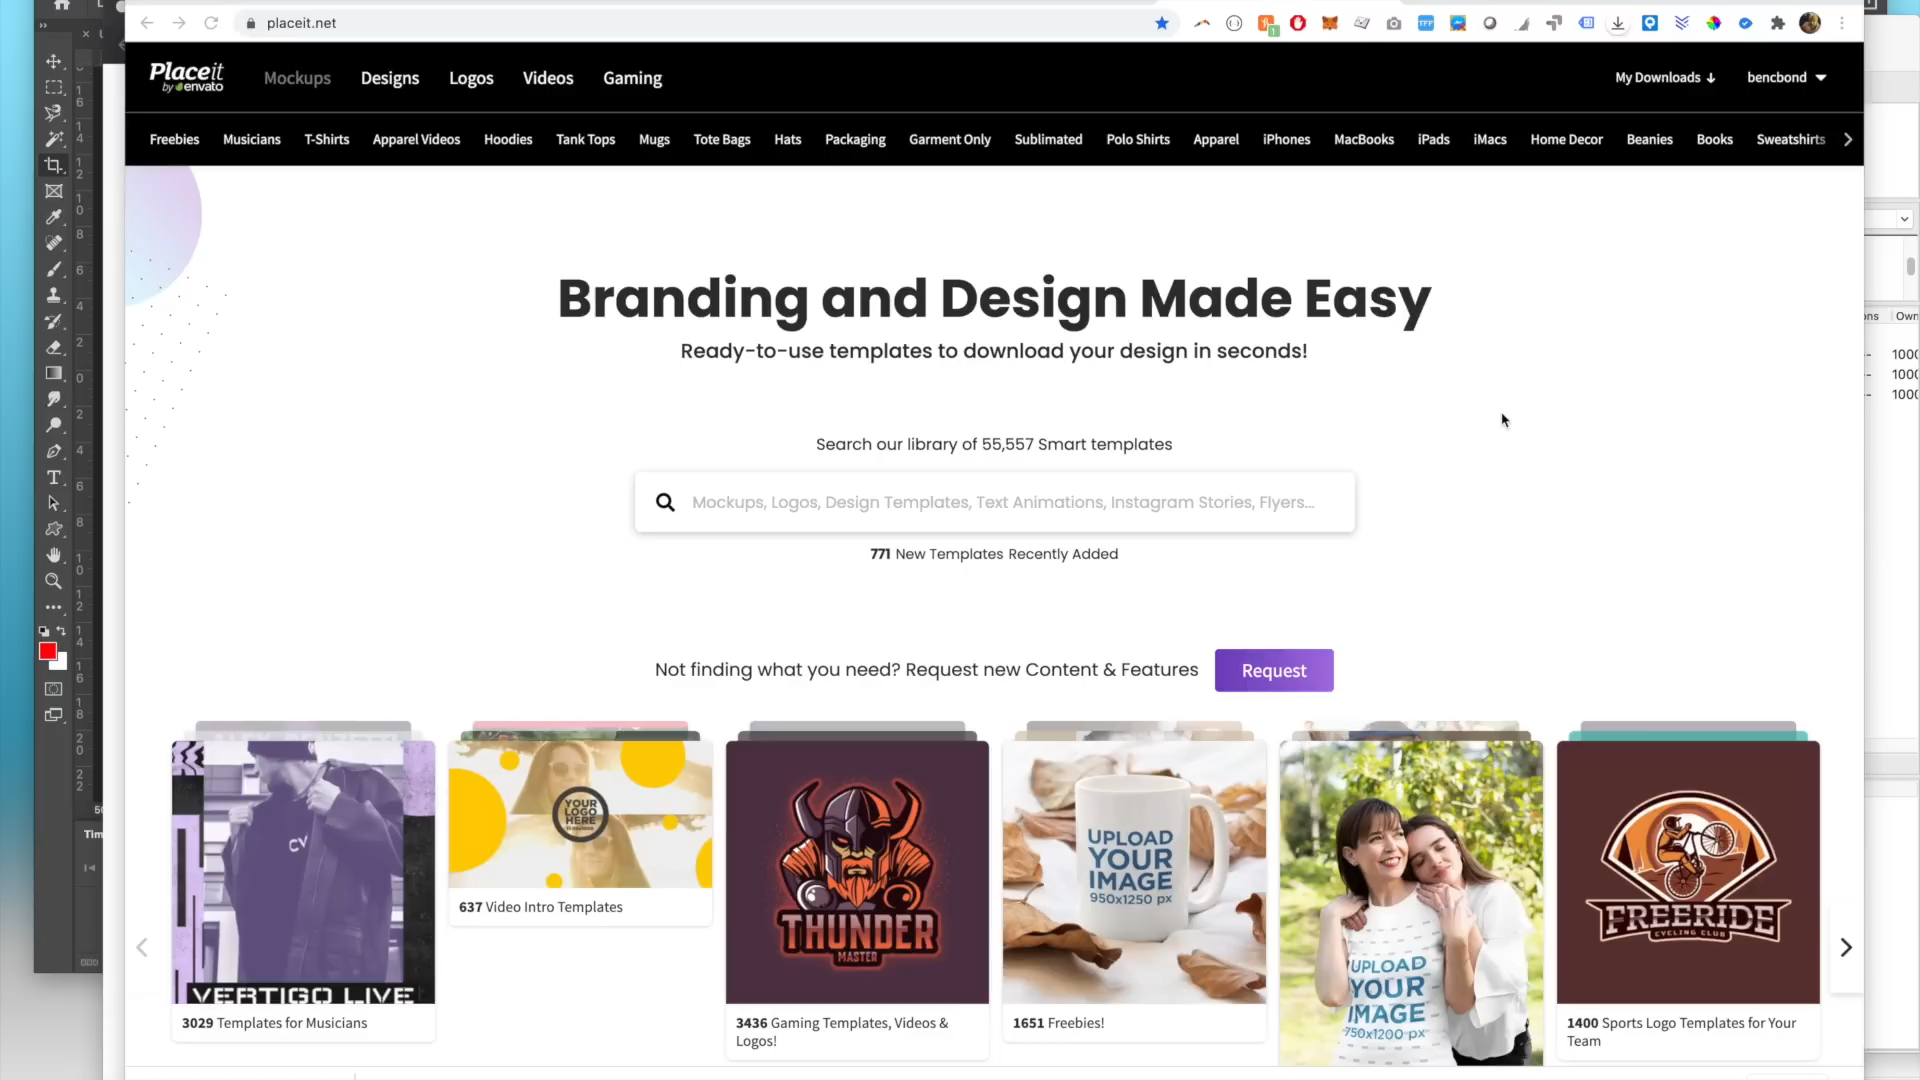 placeit.net
Placeit
by envato
Mockups Designs Logos Videos Gaming
My Downloads
bencbond
Freebies Musicians T-Shirts Apparel Videos Hoodies Tank Tops Mugs Tote Bags Hats Packaging Garment Only Sublimated Polo Shirts Apparel iPhones MacBooks iPads iMacs Home Decor Beanies Books Sweatshirts
Branding and Design Made Easy
Ready-to-use templates to download your design in seconds!
Search our library of 55,557 Smart templates
Mockups, Logos, Design Templates, Text Animations, Instagram Stories, Flyers...
771 New Templates Recently Added
Not finding what you need? Request new Content & Features
Request
CV
VERTIGO LIVE
3029 Templates for Musicians
YOUR
LOGO
HERE
637 Video Intro Templates
THUNDER
MASTER
3436 Gaming Templates, Videos &
Logos!
UPLOAD
YOUR
IMAGE
950x1250 px
1651 Freebies!
UPLOAD
YOUR
IMAGE
750x1200 px
FREERIDE
CYCLING CLUB
1400 Sports Logo Templates for Your
Team